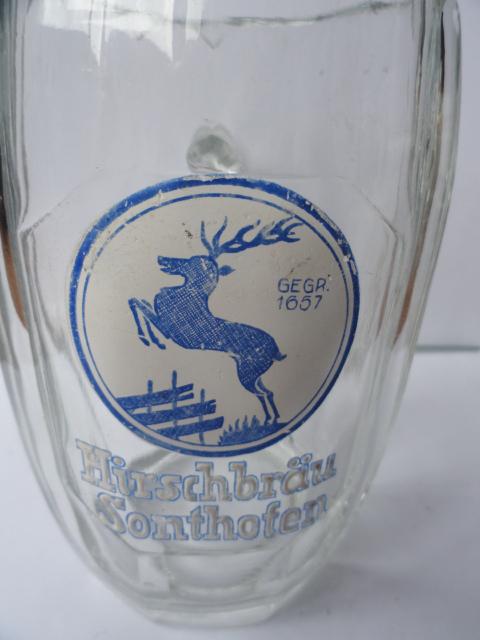 GEGR.
1657
Hirschbräu
Sonthofen